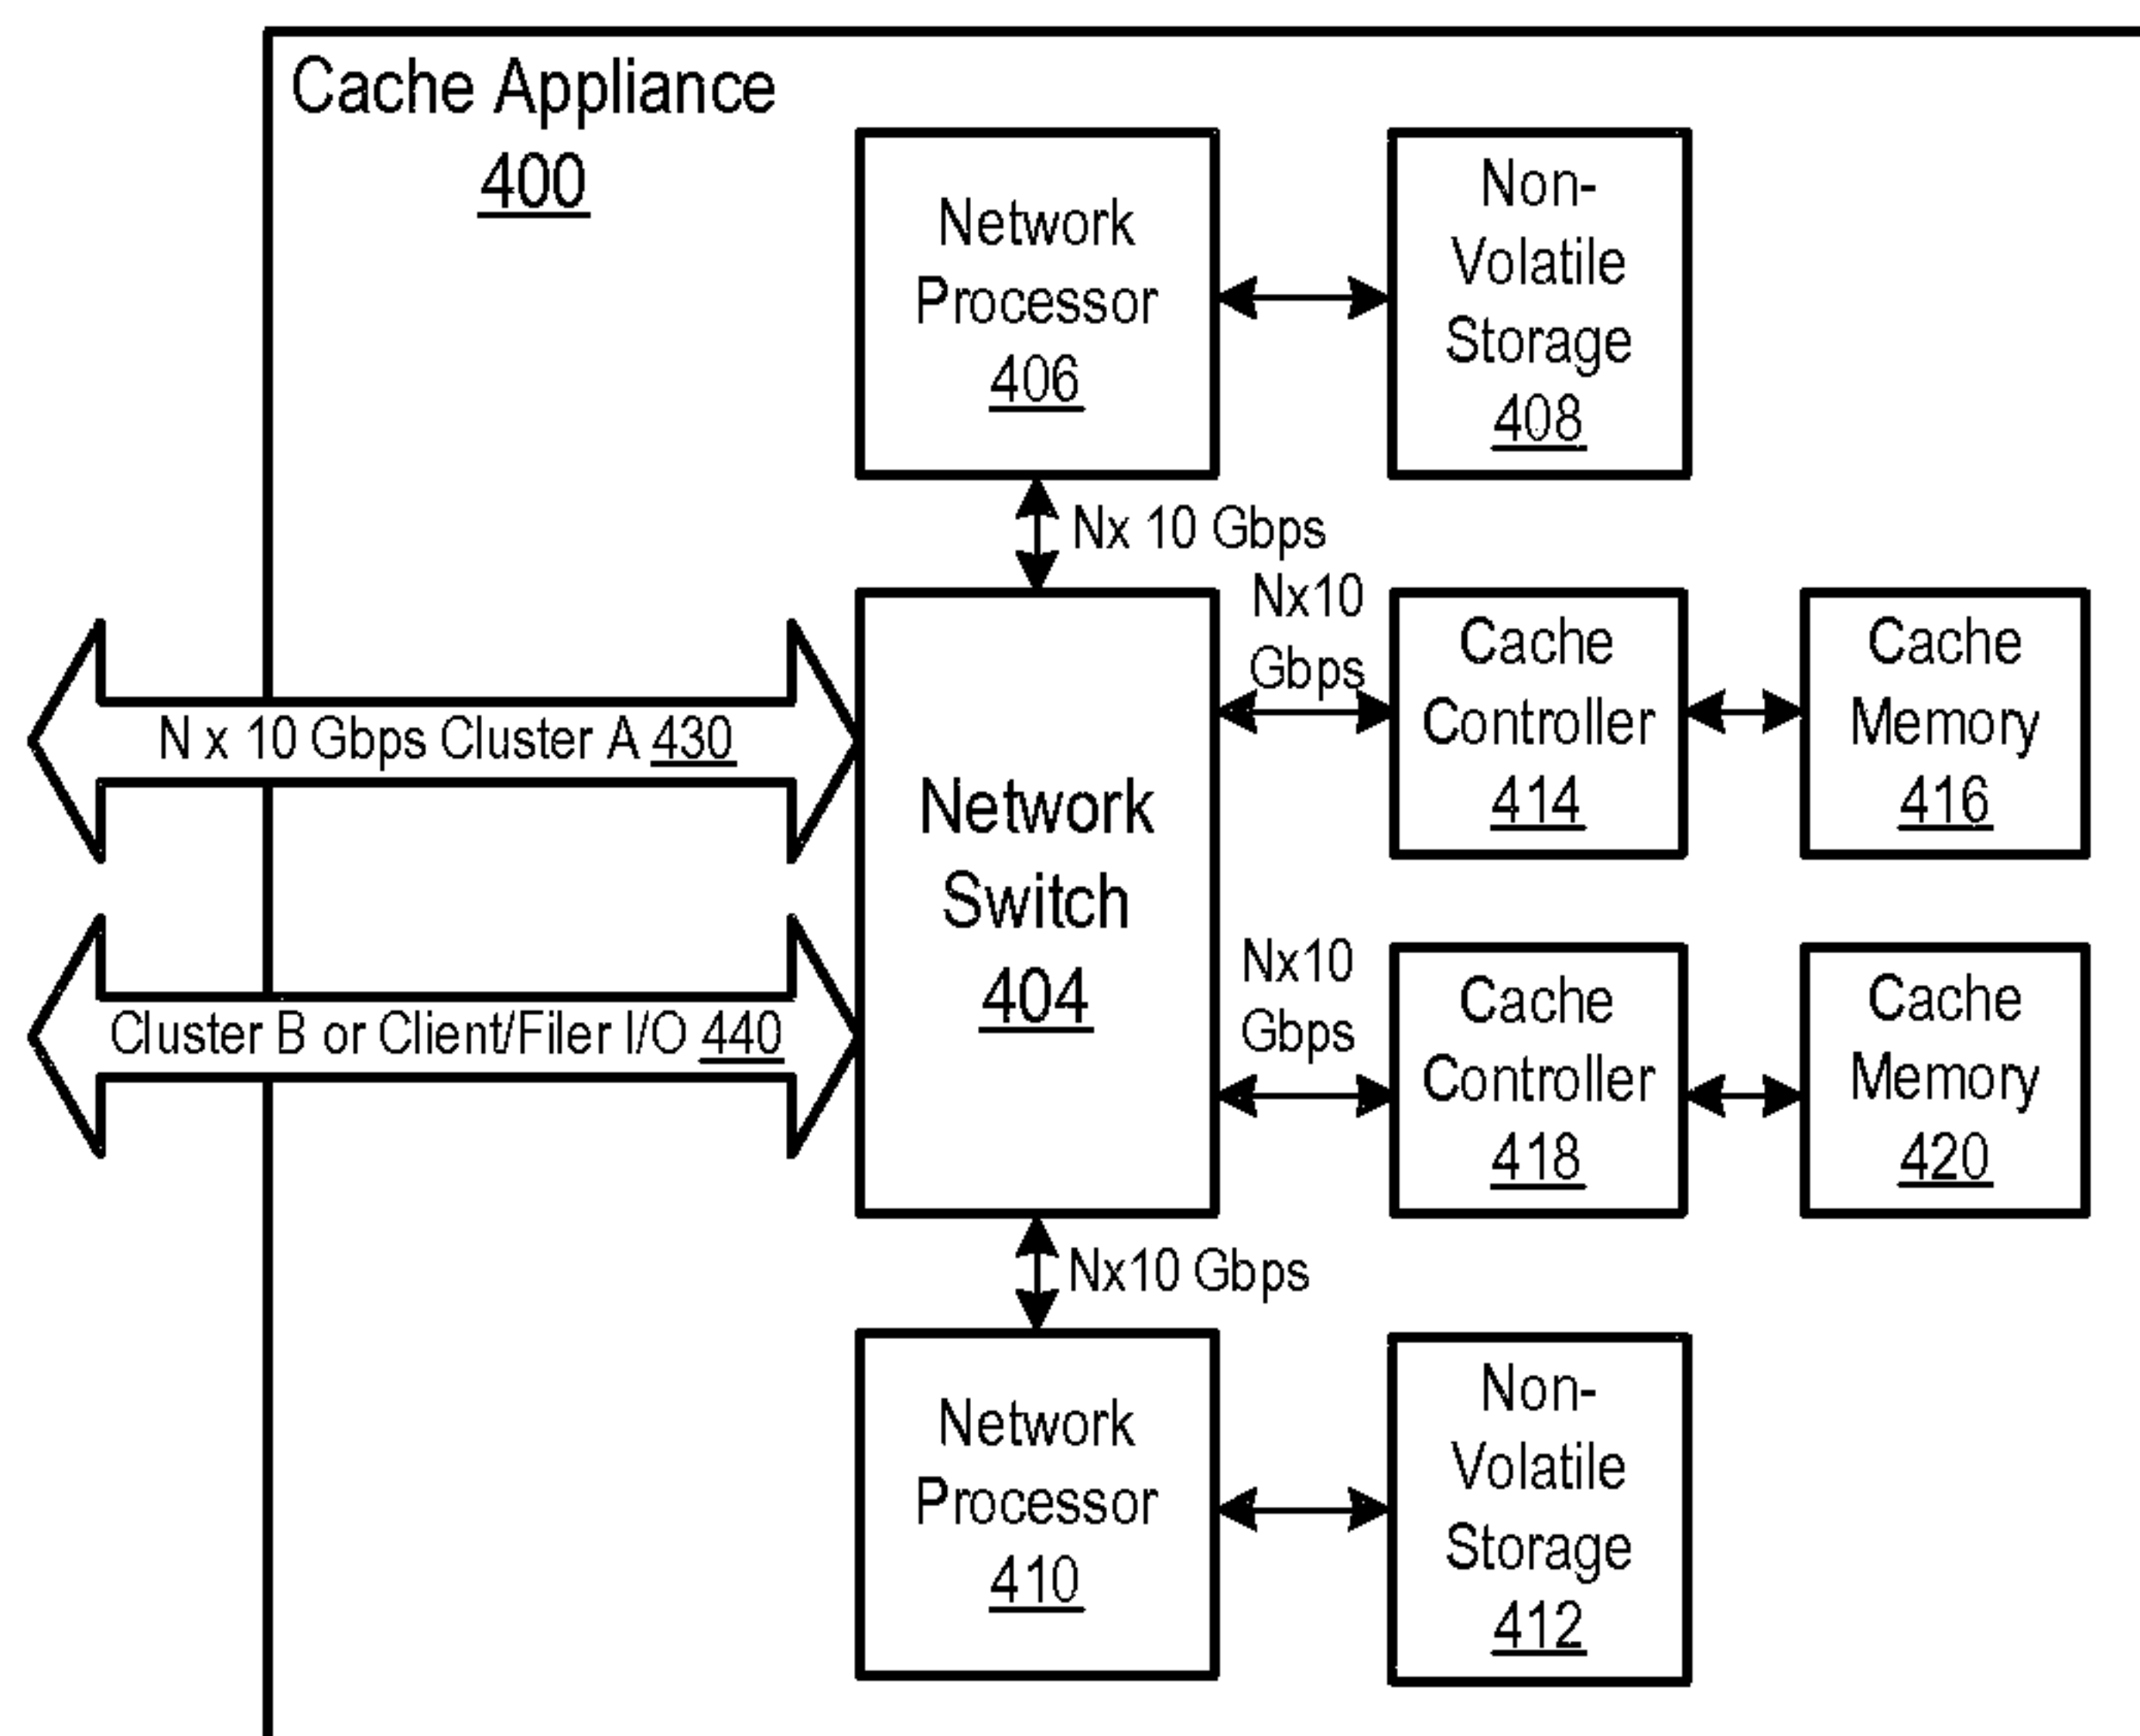 Cache Appliance
400
Network
Processor
406
Non-
Volatile
Storage
408
Nx 10 Gbps
Nx10
Gbps
Cache
Controller
414
Cache
Memory
416
N x 10 Gbps Cluster A 430
Network
Switch
404
Cluster B or Client/Filer I/O 440
Nx10
Gbps
Cache
Controller
418
Cache
Memory
420
Nx10 Gbps
Network
Processor
410
Non-
Volatile
Storage
412